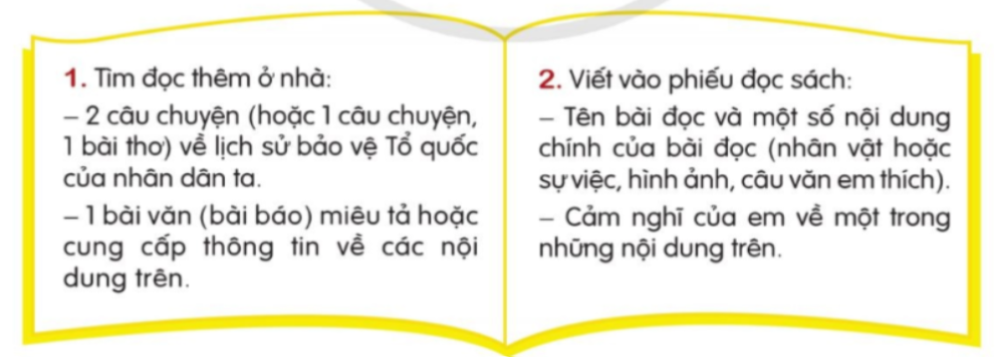 1. Tìm đọc thêm ở nhà:
– 2 câu chuyện (hoặc 1 câu chuyện,
1 bài thơ) về lịch sử bảo vệ Tổ quốc
của nhân dân ta.
– 1 bài văn (bài báo) miêu tả hoặc
cung cấp thông tin về các nội
dung trên.
2. Viết vào phiếu đọc sách:
– Tên bài đọc và một số nội dung
chính của bài đọc (nhân vật hoặc
sự việc, hình ảnh, câu văn em thích).
– Cảm nghĩ của em về một trong
những nội dung trên.